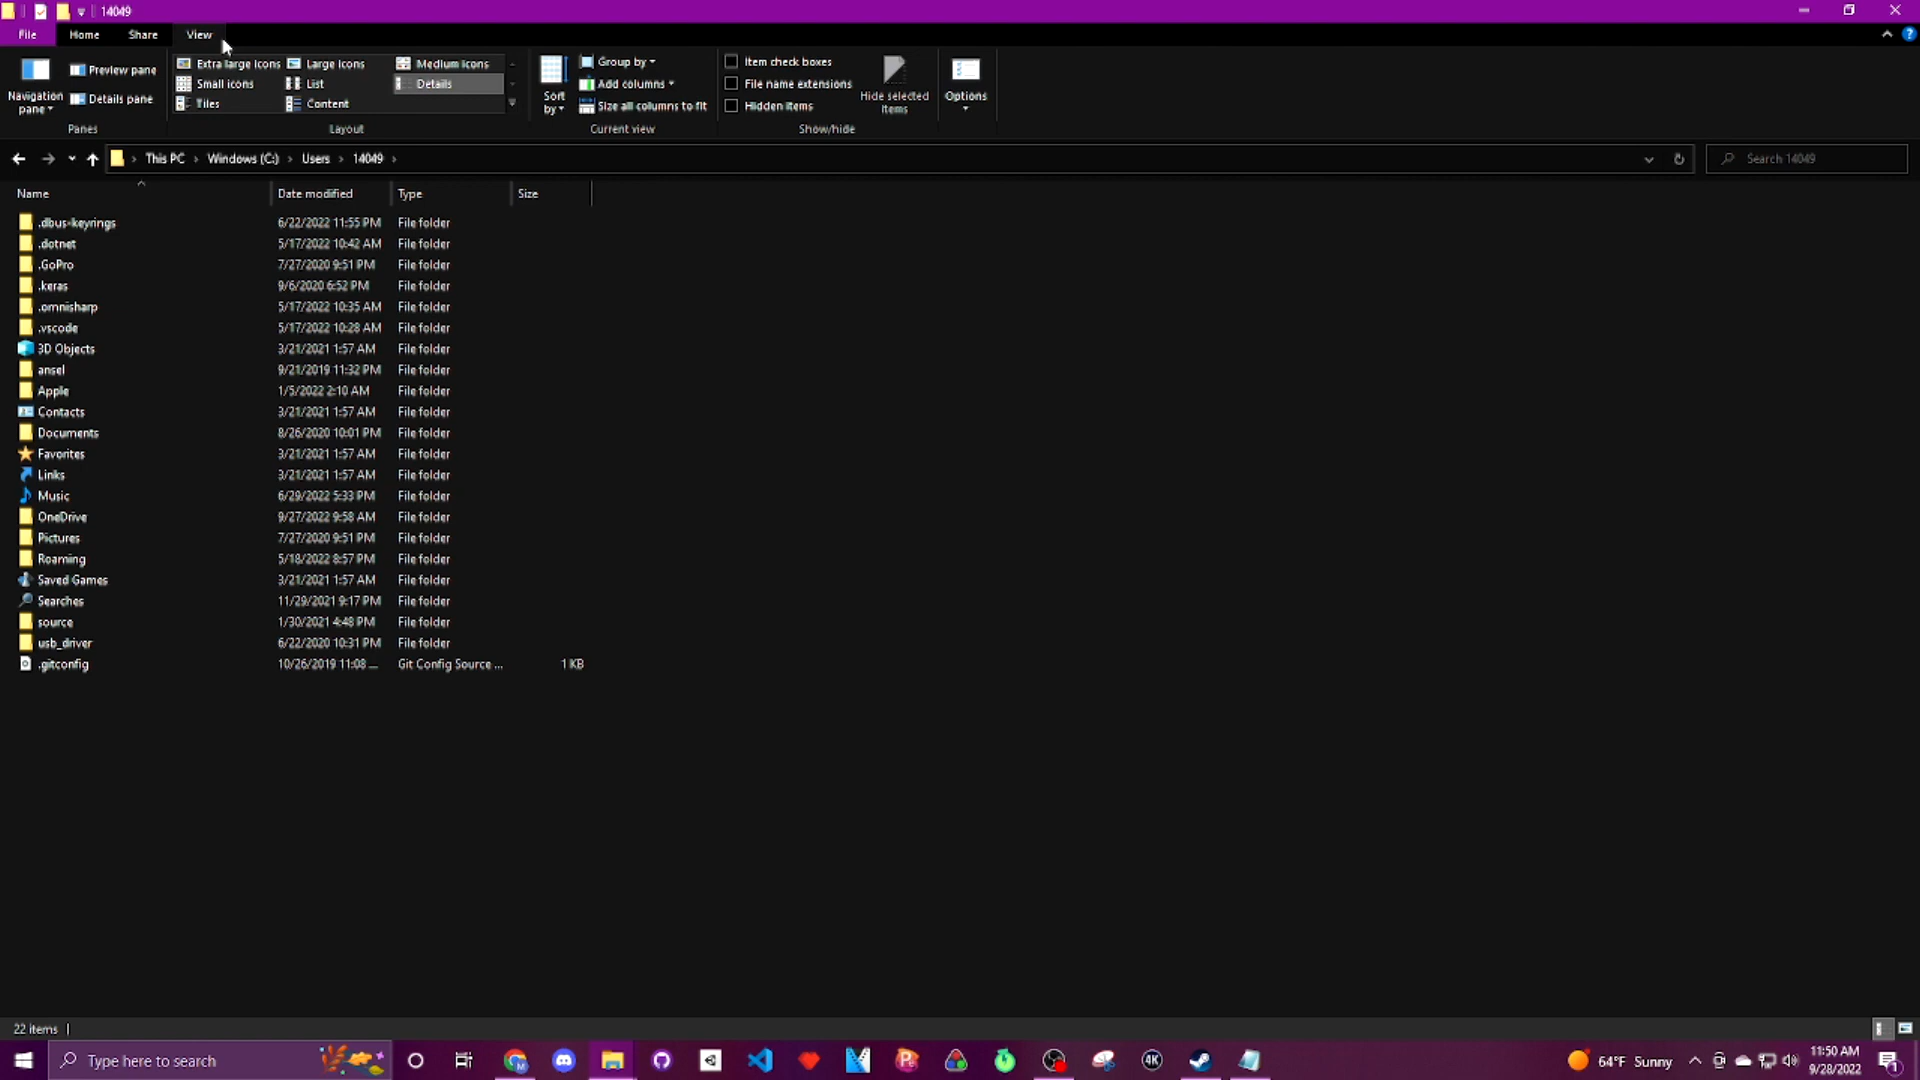 14049
File Home Share View
Navigation pane
Preview pane
Details pane
Panes
Extra large icons Large icons Medium icons
Small icons List Details
Tiles Content
Layout
Sort by
Group by
Add columns
Size all columns to fit
Current view
Item check boxes
File name extensions
Hidden items
Hide selected items
Show/hide
Options
This PC › Windows (C:) › Users › 14049 ›
Search 14049
Name Date modified Type Size
.dbus-keyrings 6/22/2022 11:55 PM File folder
.dotnet 5/17/2022 10:42 AM File folder
.GoPro 7/27/2020 9:51 PM File folder
.keras 9/6/2020 6:52 PM File folder
.omnisharp 5/17/2022 10:35 AM File folder
.vscode 5/17/2022 10:28 AM File folder
3D Objects 3/21/2021 1:57 AM File folder
ansel 9/21/2019 11:32 PM File folder
Apple 1/5/2022 2:10 AM File folder
Contacts 3/21/2021 1:57 AM File folder
Documents 8/26/2020 10:01 PM File folder
Favorites 3/21/2021 1:57 AM File folder
Links 3/21/2021 1:57 AM File folder
Music 6/29/2022 5:33 PM File folder
OneDrive 9/27/2022 9:58 AM File folder
Pictures 7/27/2020 9:51 PM File folder
Roaming 5/18/2022 8:57 PM File folder
Saved Games 3/21/2021 1:57 AM File folder
Searches 11/29/2021 9:17 PM File folder
source 1/30/2021 4:48 PM File folder
usb_driver 6/22/2020 10:31 PM File folder
.gitconfig 10/26/2019 11:08 ... Git Config Source ... 1 KB
22 items
Type here to search
4K
64°F Sunny
11:50 AM
9/28/2022
1